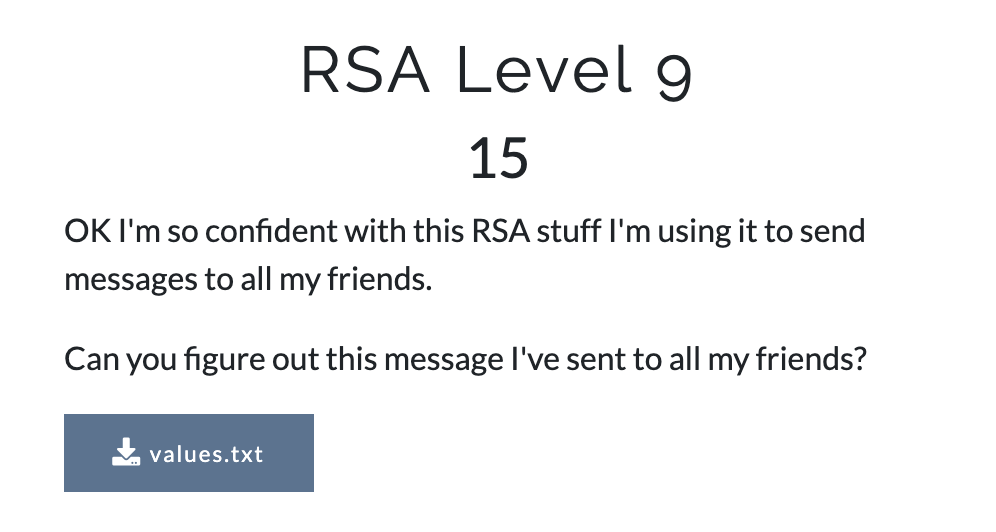 RSA Level 9
15
OK I'm so confident with this RSA stuff I'm using it to send
messages to all my friends.
Can you figure out this message I've sent to all my friends?
values.txt